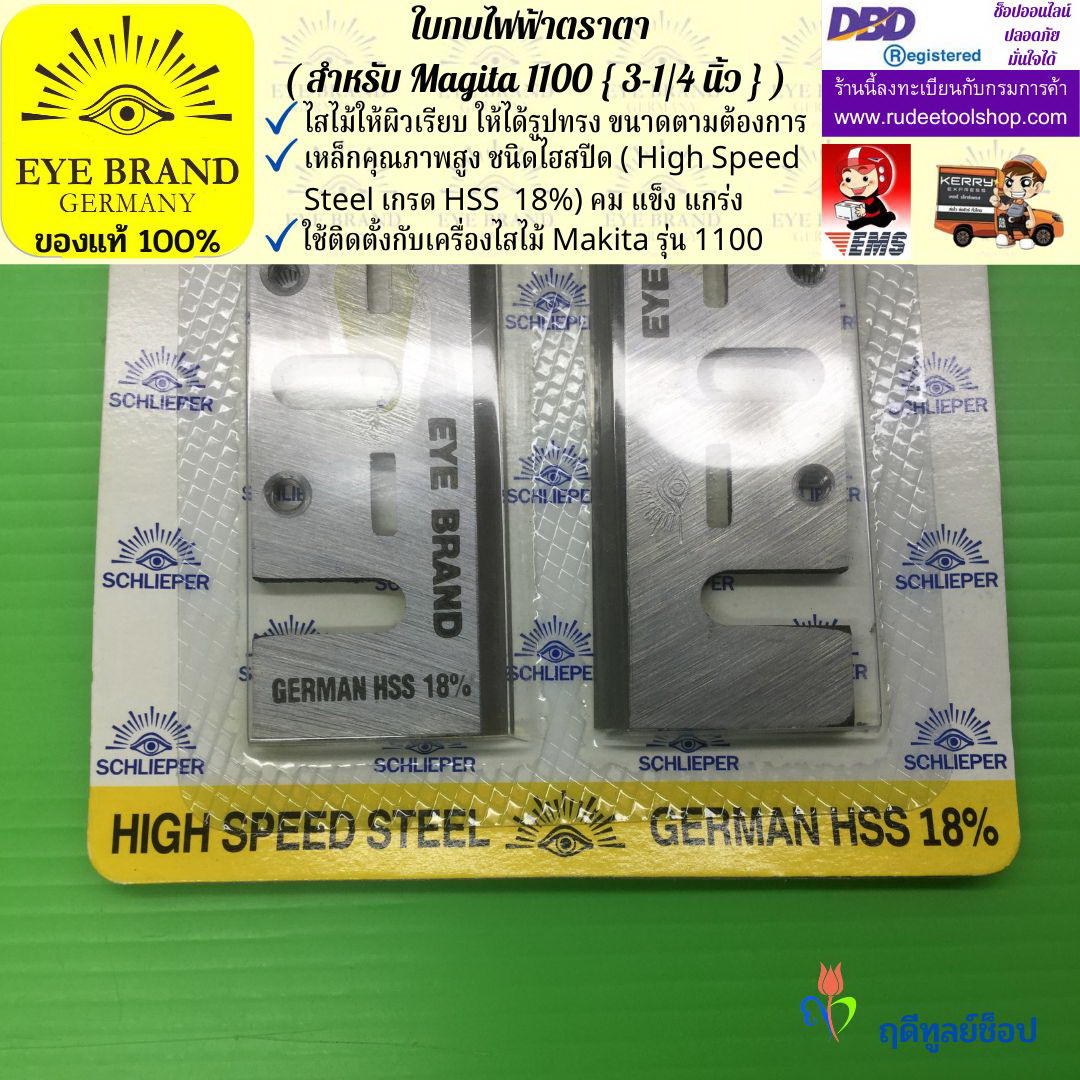 EYE BRAND
GERMANY
ของแท้ 100%
ใบกบไฟฟ้าตราตา
( สำหรับ Magita 1100 { 3-1/4 นิ้ว } )
ไสไม้ให้ผิวเรียบ ให้ได้รูปทรง ขนาดตามต้องการ
เหล็กคุณภาพสูง ชนิดไฮสปีด ( High Speed
Steel เกรด HSS 18%) คม แข็ง แกร่ง
ใช้ติดตั้งกับเครื่องไสไม้ Makita รุ่น 1100
DBD
Registered
ช็อปออนไลน์
ปลอดภัย
มั่นใจได้
ร้านนี้ลงทะเบียนกับกรมการค้า
www.rudeetoolshop.com
EMS
KERRY
EXPRESS
SCHLIEPER
EYE
SCHLIEPER
SCHLIEPER
EYE BRAND
SCHLIEPER
SCHLIEPER
SCHLIEPER
SCHLIEPER
SCHLIEPER
GERMAN HSS 18%
SCHLIEPER
SCHLIEPER
SCHLIEPER
SCHLIEPER
HIGH SPEED STEEL
GERMAN HSS 18%
ฤดีทูลย์ช็อป